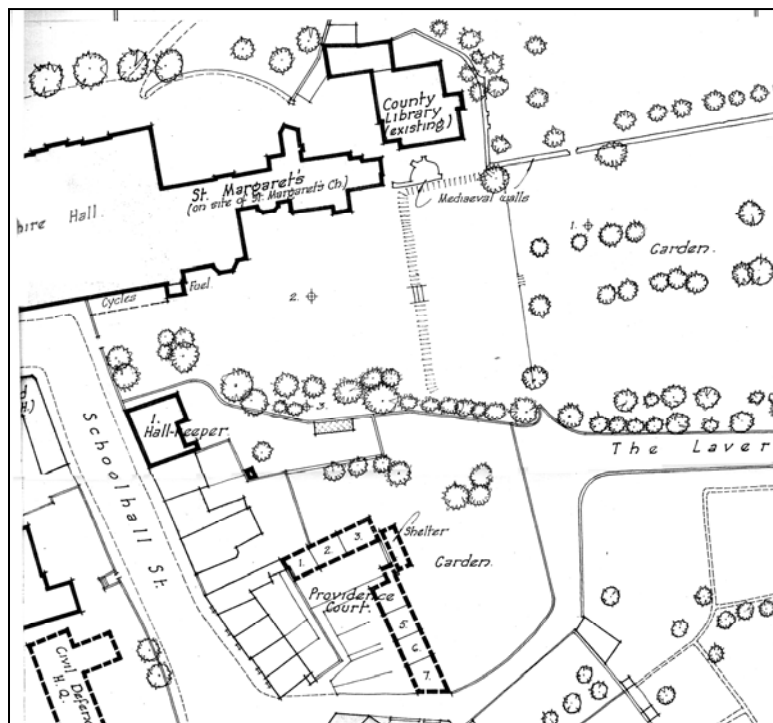 County
Library
(existing)
St. Margaret's
(on site of St. Margaret's Ch.)
hire Hall.
Mediaeval walls
1.
Garden.
Cycles
Fuel.
2.
3.
1.
Hall-Keeper
Schoolhall St.
The Laver
Shelter
1.
2.
3.
Garden.
Providence
Court.
5.
6.
7.
Civil Defen
H.Q.